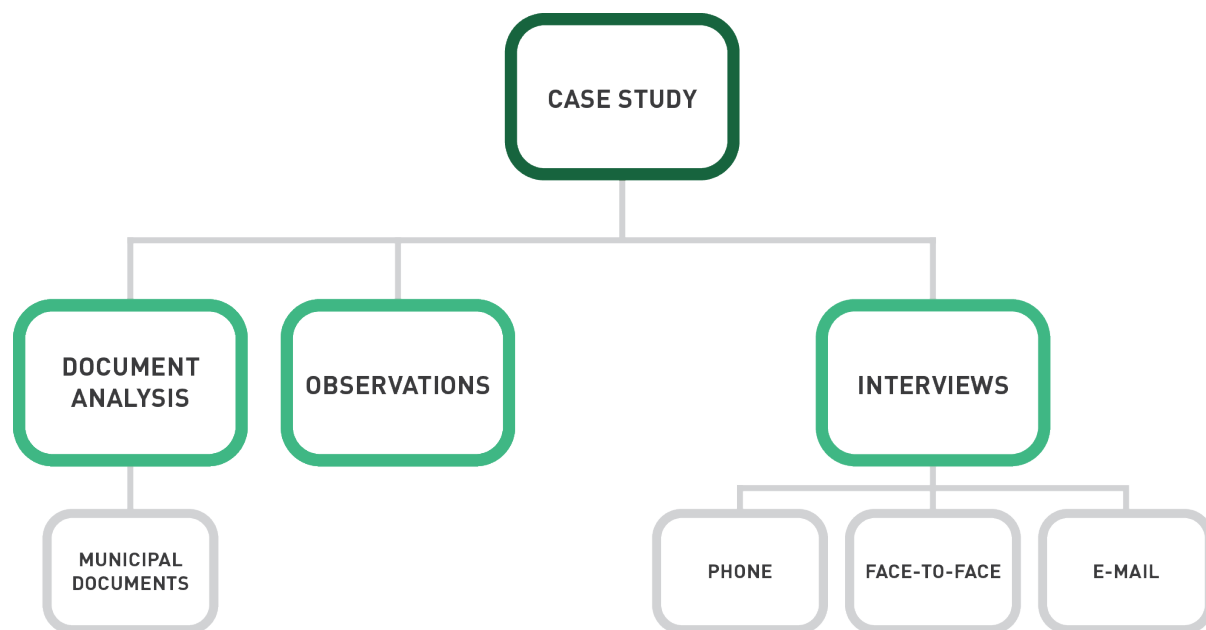 CASE STUDY
DOCUMENT
ANALYSIS
OBSERVATIONS
INTERVIEWS
MUNICIPAL
DOCUMENTS
PHONE
FACE-TO-FACE
E-MAIL